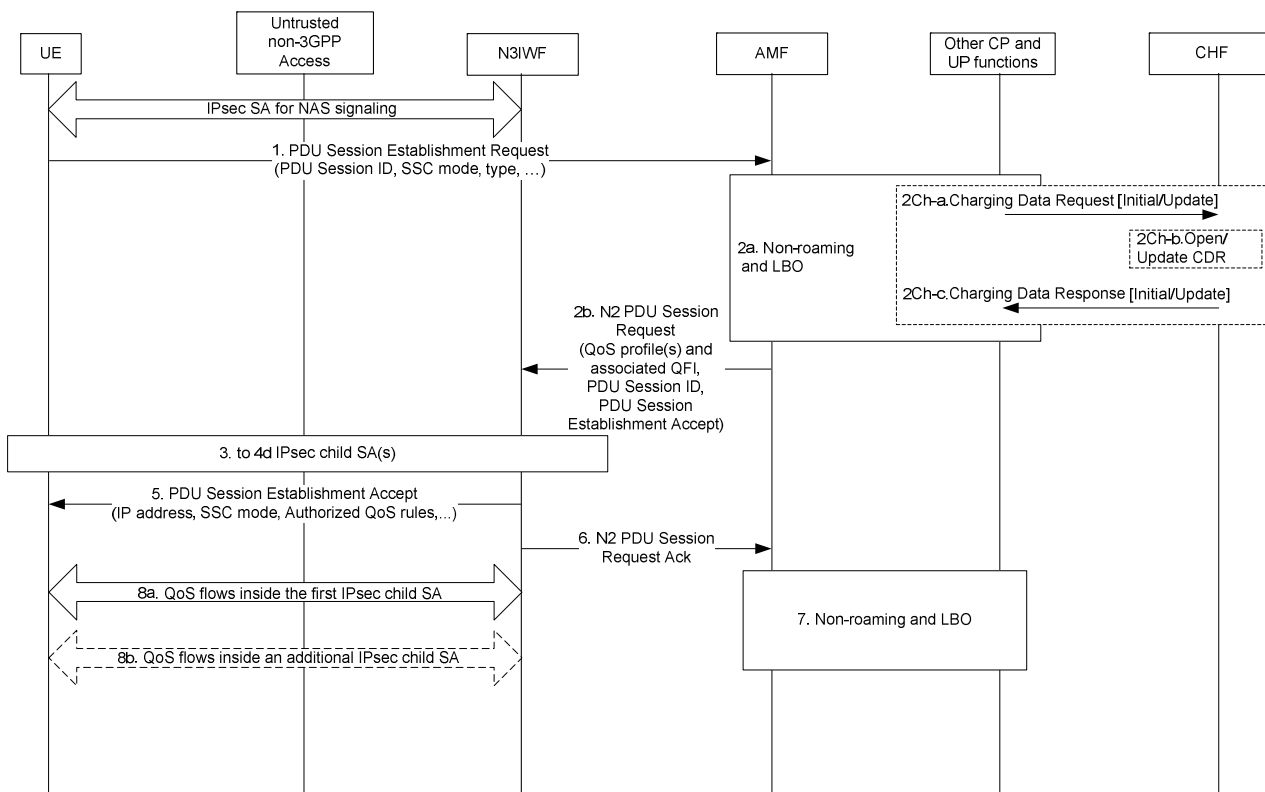 UE
Untrusted
non-3GPP
Access
N3IWF
AMF
Other CP and
UP functions
CHF
IPsec SA for NAS signaling
1. PDU Session Establishment Request
(PDU Session ID, SSC mode, type, …)
2a. Non-roaming
and LBO
2Ch-a.Charging Data Request [Initial/Update]
2Ch-b.Open/
Update CDR
2Ch-c.Charging Data Response [Initial/Update]
2b. N2 PDU Session
Request
(QoS profile(s) and
associated QFI,
PDU Session ID,
PDU Session
Establishment Accept)
3. to 4d IPsec child SA(s)
5. PDU Session Establishment Accept
(IP address, SSC mode, Authorized QoS rules,...)
6. N2 PDU Session
Request Ack
8a. QoS flows inside the first IPsec child SA
7. Non-roaming and LBO
8b. QoS flows inside an additional IPsec child SA